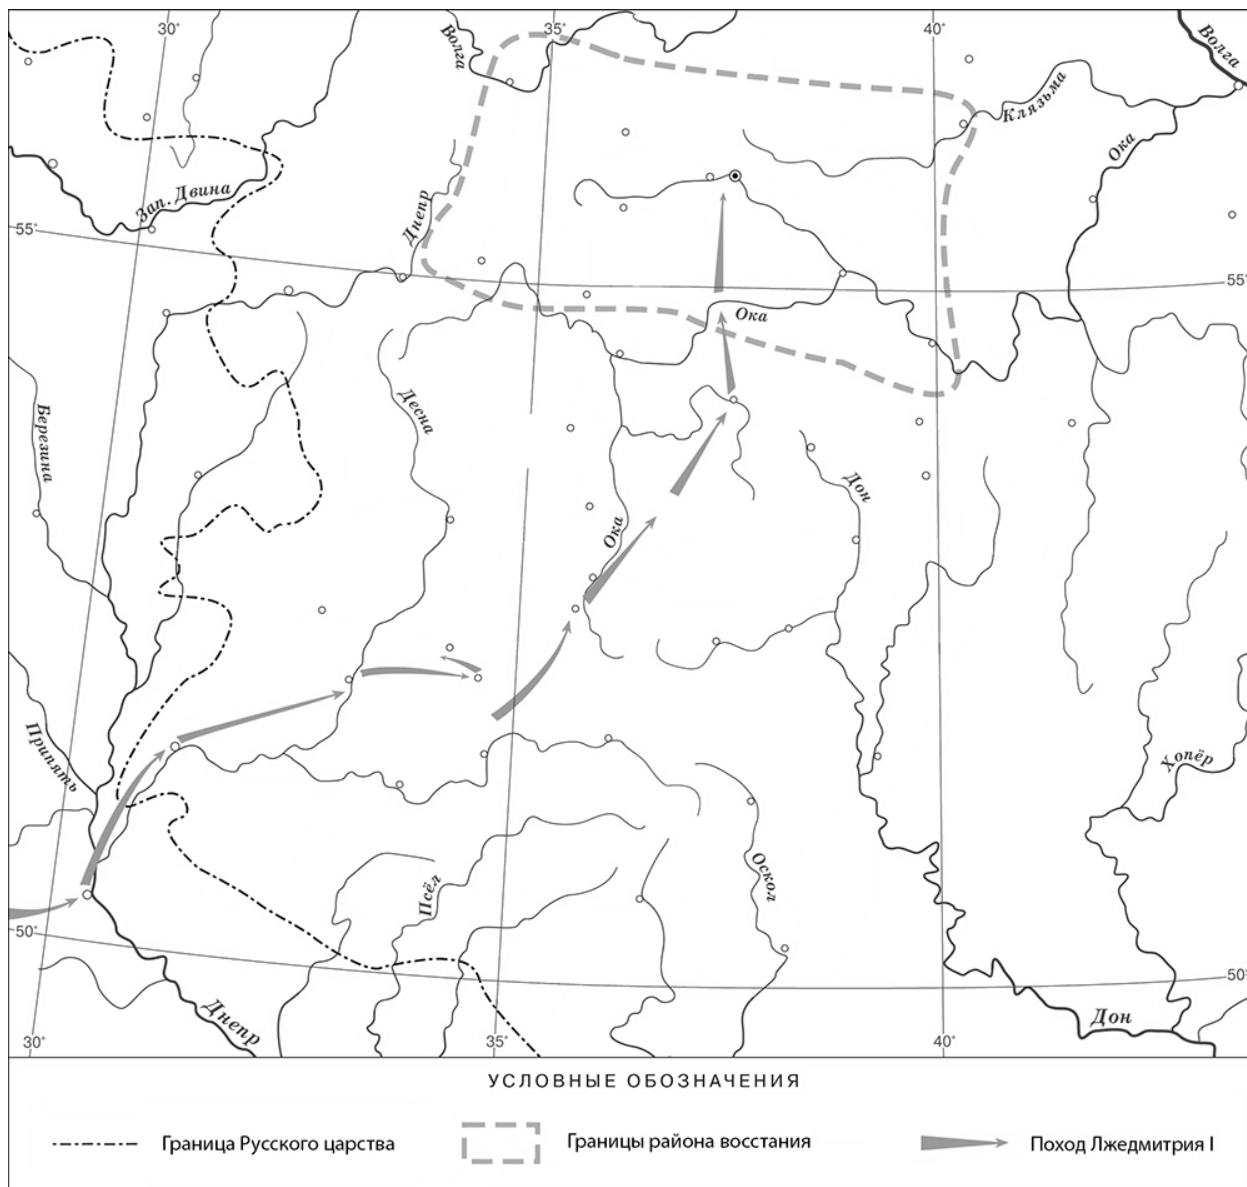 30°
35°
40°
Волга
Волга
Клязьма
Ока
Зап. Двина
Днепр
55°
55°
Ока
Березина
Десна
Дон
Ока
Припять
Хопёр
Оскол
Псёл
50°
50°
Днепр
Дон
30°
35°
40°
УСЛОВНЫЕ ОБОЗНАЧЕНИЯ
Граница Русского царства
Границы района восстания
Поход Лжедмитрия I